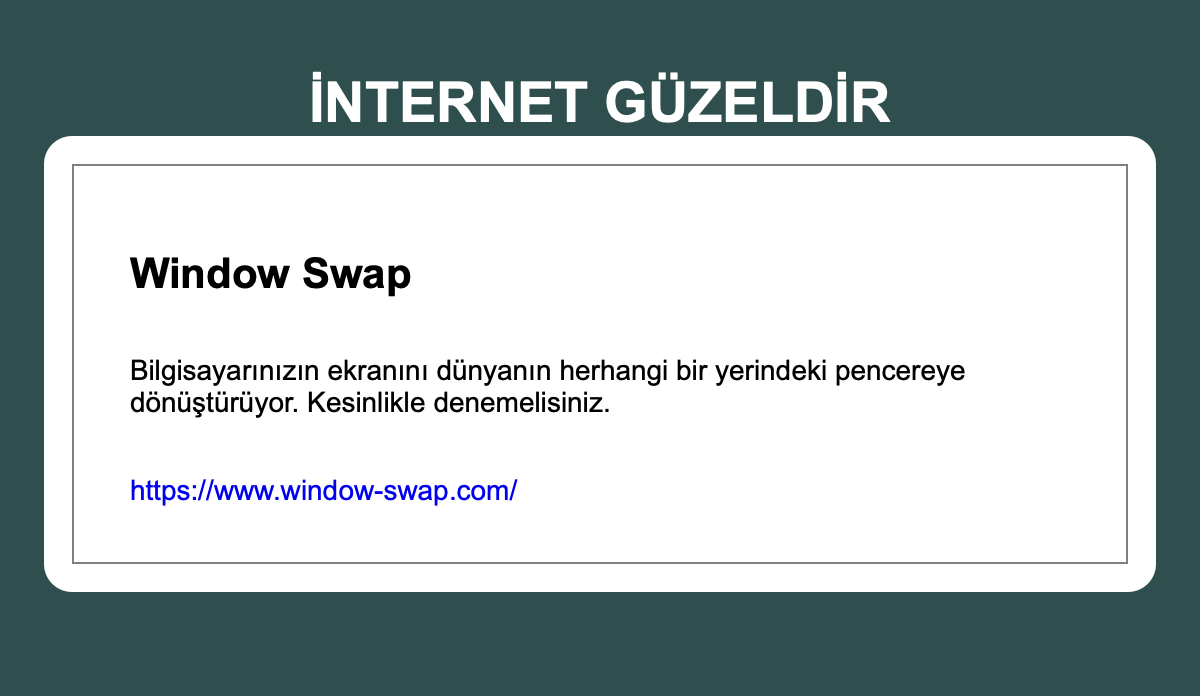 İNTERNET GÜZELDİR
Window Swap
Bilgisayarınızın ekranını dünyanın herhangi bir yerindeki pencereye
dönüştürüyor. Kesinlikle denemelisiniz.
https://www.window-swap.com/